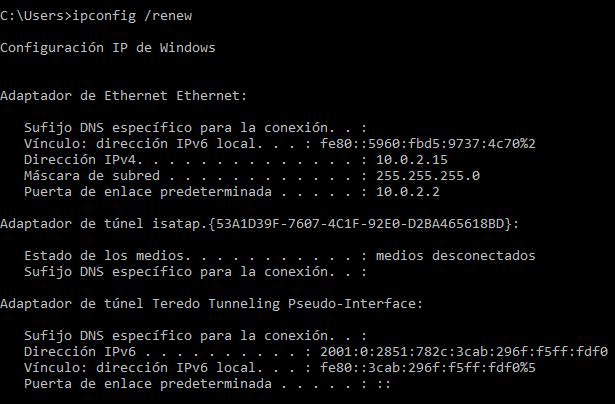 C:\Users>ipconfig /renew
Configuración IP de Windows
Adaptador de Ethernet Ethernet:
Sufijo DNS específico para la conexión. . :
Vínculo: dirección IPv6 local. . . : fe80::5960:fbd5:9737:4c70%2
Dirección IPv4. . . . . . . . . . . . . . : 10.0.2.15
Máscara de subred . . . . . . . . . . . . : 255.255.255.0
Puerta de enlace predeterminada . . . . . : 10.0.2.2
Adaptador de túnel isatap.{53A1D39F-7607-4C1F-92E0-D2BA465618BD}:
Estado de los medios. . . . . . . . . . . : medios desconectados
Sufijo DNS específico para la conexión. . :
Adaptador de túnel Teredo Tunneling Pseudo-Interface:
Sufijo DNS específico para la conexión. . :
Dirección IPv6 . . . . . . . . . . : 2001:0:2851:782c:3cab:296f:f5ff:fdf0
Vínculo: dirección IPv6 local. . . : fe80::3cab:296f:f5ff:fdf0%5
Puerta de enlace predeterminada . . . . . : ::